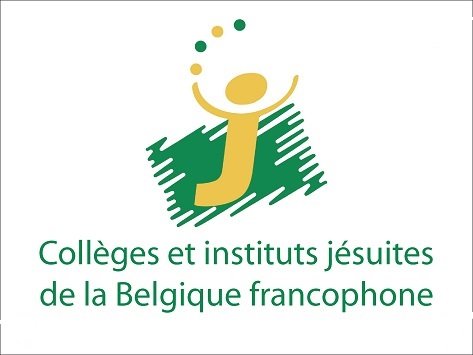 Collèges et instituts jésuites
de la Belgique francophone